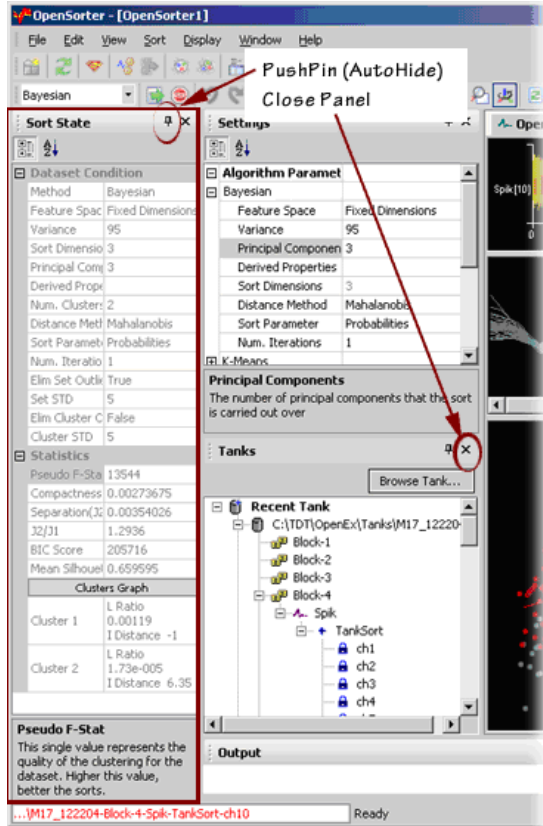 OpenSorter - [OpenSorter1]
File Edit View Sort Display Window Help
PushPin (AutoHide)
Close Panel
Bayesian
Sort State
Settings
Ope
Dataset Condition
Method Bayesian
Feature Spac Fixed Dimensions
Variance 95
Sort Dimensio 3
Principal Comp 3
Derived Prope
Num. Clusters 2
Distance Meth Mahalanobis
Sort Paramet Probabilities
Num. Iteratio 1
Elim Set Outli True
Set STD 5
Elim Cluster O False
Cluster STD 5
Statistics
Pseudo F-Sta 13544
Compactness 0.00273675
Separation(J2 0.00354026
J2/J1 1.2936
BIC Score 205716
Mean Silhouel 0.659595
Clusters Graph
Cluster 1
L Ratio
0.00119
I Distance -1
Cluster 2
L Ratio
1.73e-005
I Distance 6.35
Pseudo F-Stat
This single value represents the
quality of the clustering for the
dataset. Higher this value,
better the sorts.
Algorithm Paramet
Bayesian
Feature Space Fixed Dimensions
Variance 95
Principal Componen 3
Derived Properties
Sort Dimensions 3
Distance Method Mahalanobis
Sort Parameter Probabilities
Num. Iterations 1
K-Means
Principal Components
The number of principal components that the sort
is carried out over
Tanks
Browse Tank...
Recent Tank
C:\TDT\OpenEx\Tanks\M17_12220
Block-1
Block-2
Block-3
Block-4
Spik
TankSort
ch1
ch2
ch3
ch4
Output
Spik[10]
0
...\M17_122204-Block-4-Spik-TankSort-ch10 Ready